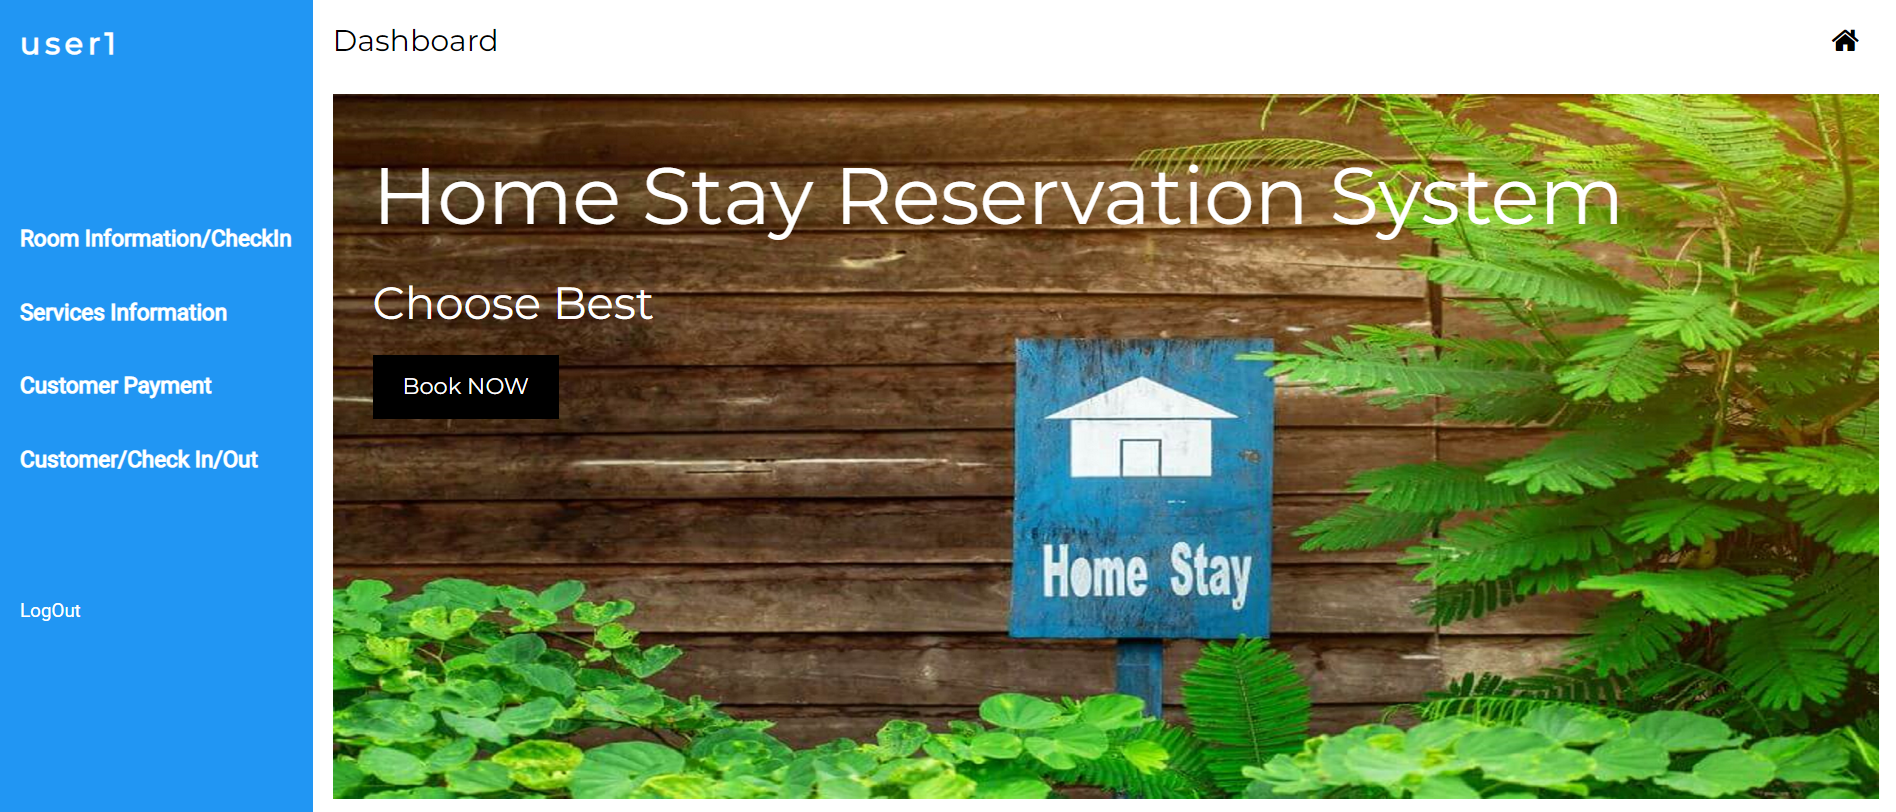 user1
Room Information/CheckIn
Services Information
Customer Payment
Customer/Check In/Out
LogOut
Dashboard
Home Stay Reservation System
Choose Best
Book NOW
Home Stay